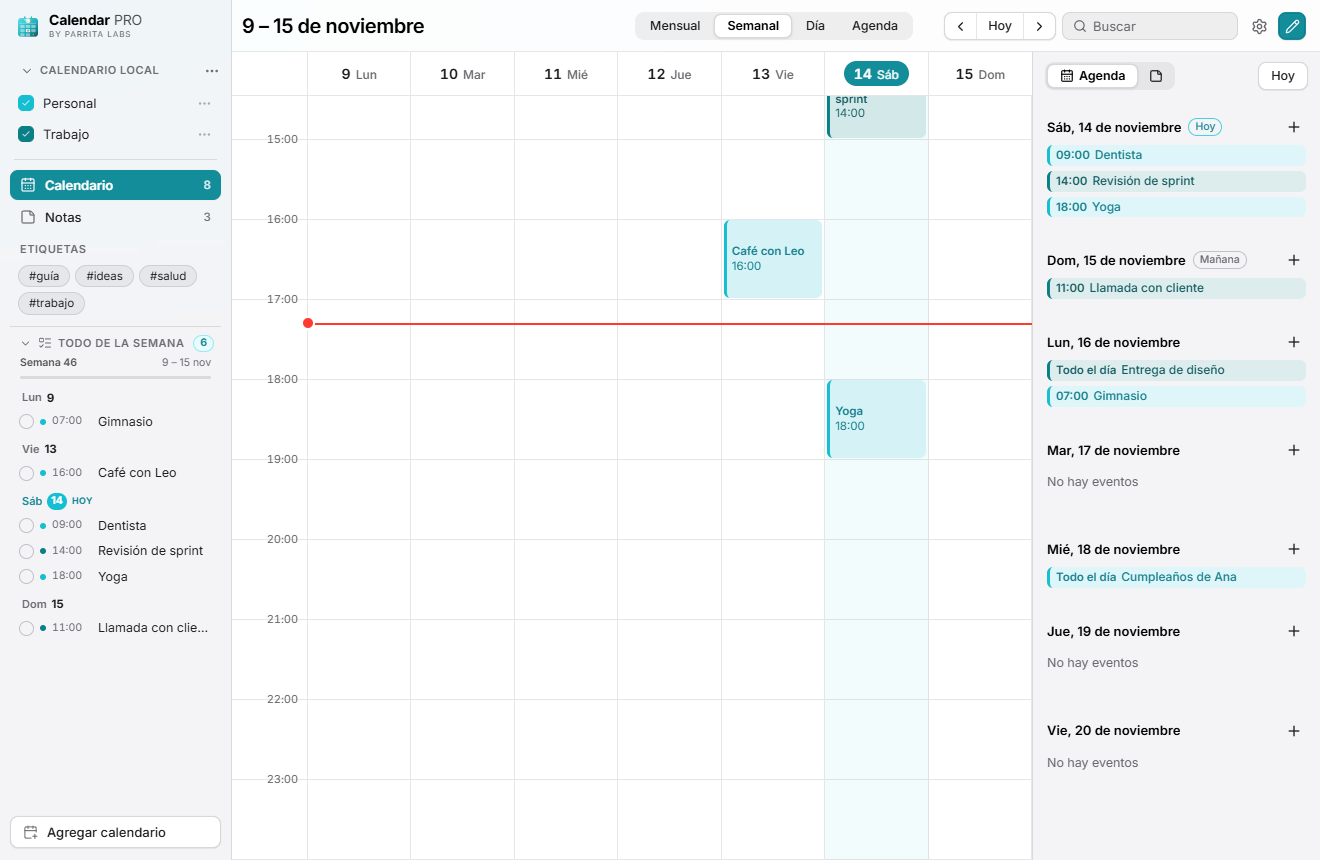 Calendar PRO
BY PARRITA LABS
CALENDARIO LOCAL
Personal
Trabajo
Calendario 8
Notas 3
ETIQUETAS
#guía #ideas #salud
#trabajo
TODO DE LA SEMANA 6
Semana 46 9 – 15 nov
Lun 9
07:00 Gimnasio
Vie 13
16:00 Café con Leo
Sáb 14 HOY
09:00 Dentista
14:00 Revisión de sprint
18:00 Yoga
Dom 15
11:00 Llamada con clie...
Agregar calendario
9 – 15 de noviembre
Mensual Semanal Día Agenda
Hoy
Buscar
9 Lun 10 Mar 11 Mié 12 Jue 13 Vie 14 Sáb 15 Dom
sprint
14:00
15:00
16:00
Café con Leo
16:00
17:00
18:00
Yoga
18:00
19:00
20:00
21:00
22:00
23:00
Agenda Hoy
Sáb, 14 de noviembre Hoy
09:00 Dentista
14:00 Revisión de sprint
18:00 Yoga
Dom, 15 de noviembre Mañana
11:00 Llamada con cliente
Lun, 16 de noviembre
Todo el día Entrega de diseño
07:00 Gimnasio
Mar, 17 de noviembre
No hay eventos
Mié, 18 de noviembre
Todo el día Cumpleaños de Ana
Jue, 19 de noviembre
No hay eventos
Vie, 20 de noviembre
No hay eventos